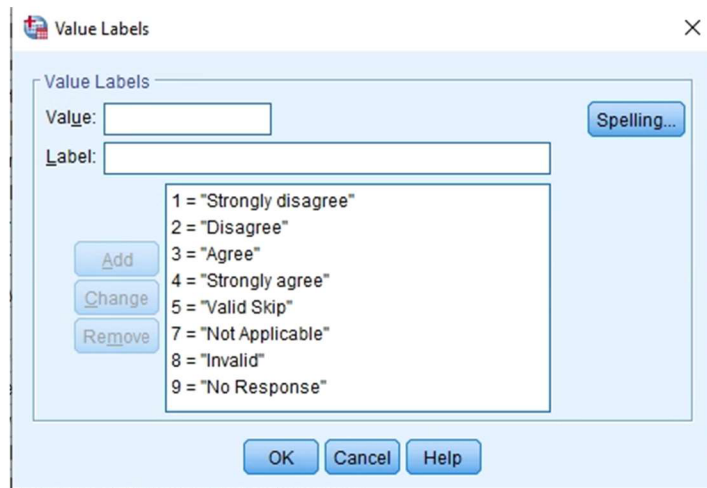 Value Labels
Value Labels
Value:
Spelling...
Label:
1 = "Strongly disagree"
2 = "Disagree"
3 = "Agree"
4 = "Strongly agree"
5 = "Valid Skip"
7 = "Not Applicable"
8 = "Invalid"
9 = "No Response"
Add
Change
Remove
OK Cancel Help